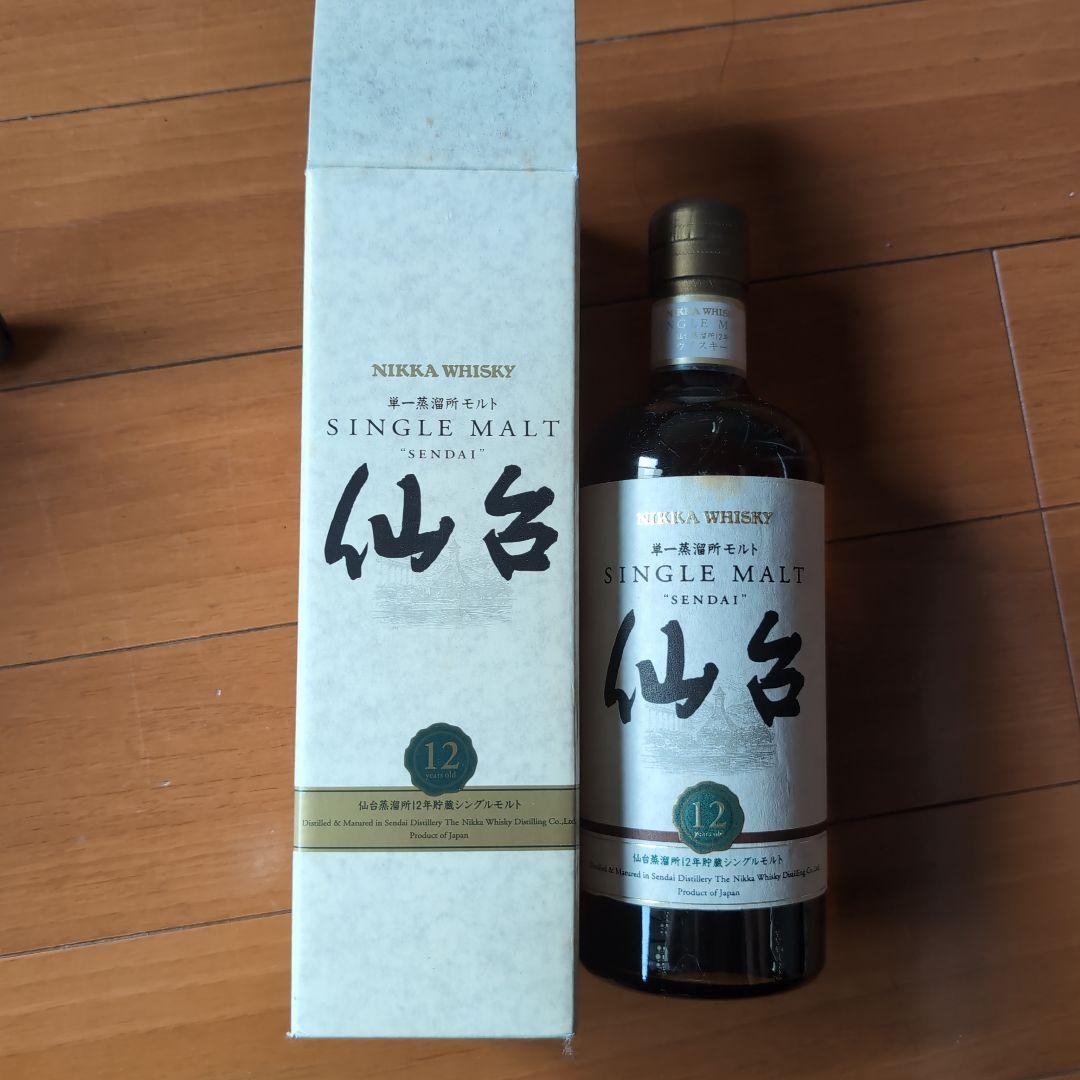 NIKKA WHISKY
単一蒸溜所モルト
SINGLE MALT
"SENDAI"
仙台
12
years old
仙台蒸溜所12年貯蔵シングルモルト
Distilled & Matured in Sendai Distillery The Nikka Whisky Distilling Co.,Ltd.
Product of Japan
NIKKA WHISKY
単一蒸溜所モルト
SINGLE MALT
"SENDAI"
仙台
12
years old
仙台蒸溜所12年貯蔵シングルモルト
Distilled & Matured in Sendai Distillery The Nikka Whisky Distilling Co.,Ltd.
Product of Japan